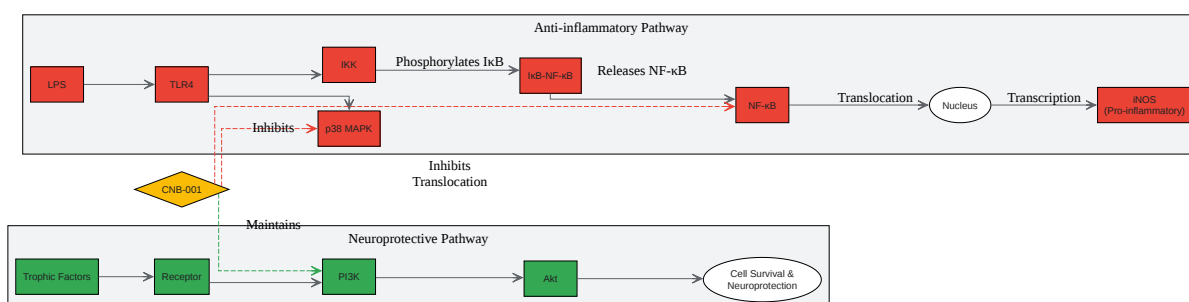 Anti-inflammatory Pathway
LPS
TLR4
IKK
Phosphorylates IκB
IκB-NF-κB
Releases NF-κB
NF-κB
Translocation
Nucleus
Transcription
iNOS
(Pro-inflammatory)
Inhibits
p38 MAPK
Inhibits
Translocation
CNB-001
Maintains
Neuroprotective Pathway
Trophic Factors
Receptor
PI3K
Akt
Cell Survival &
Neuroprotection